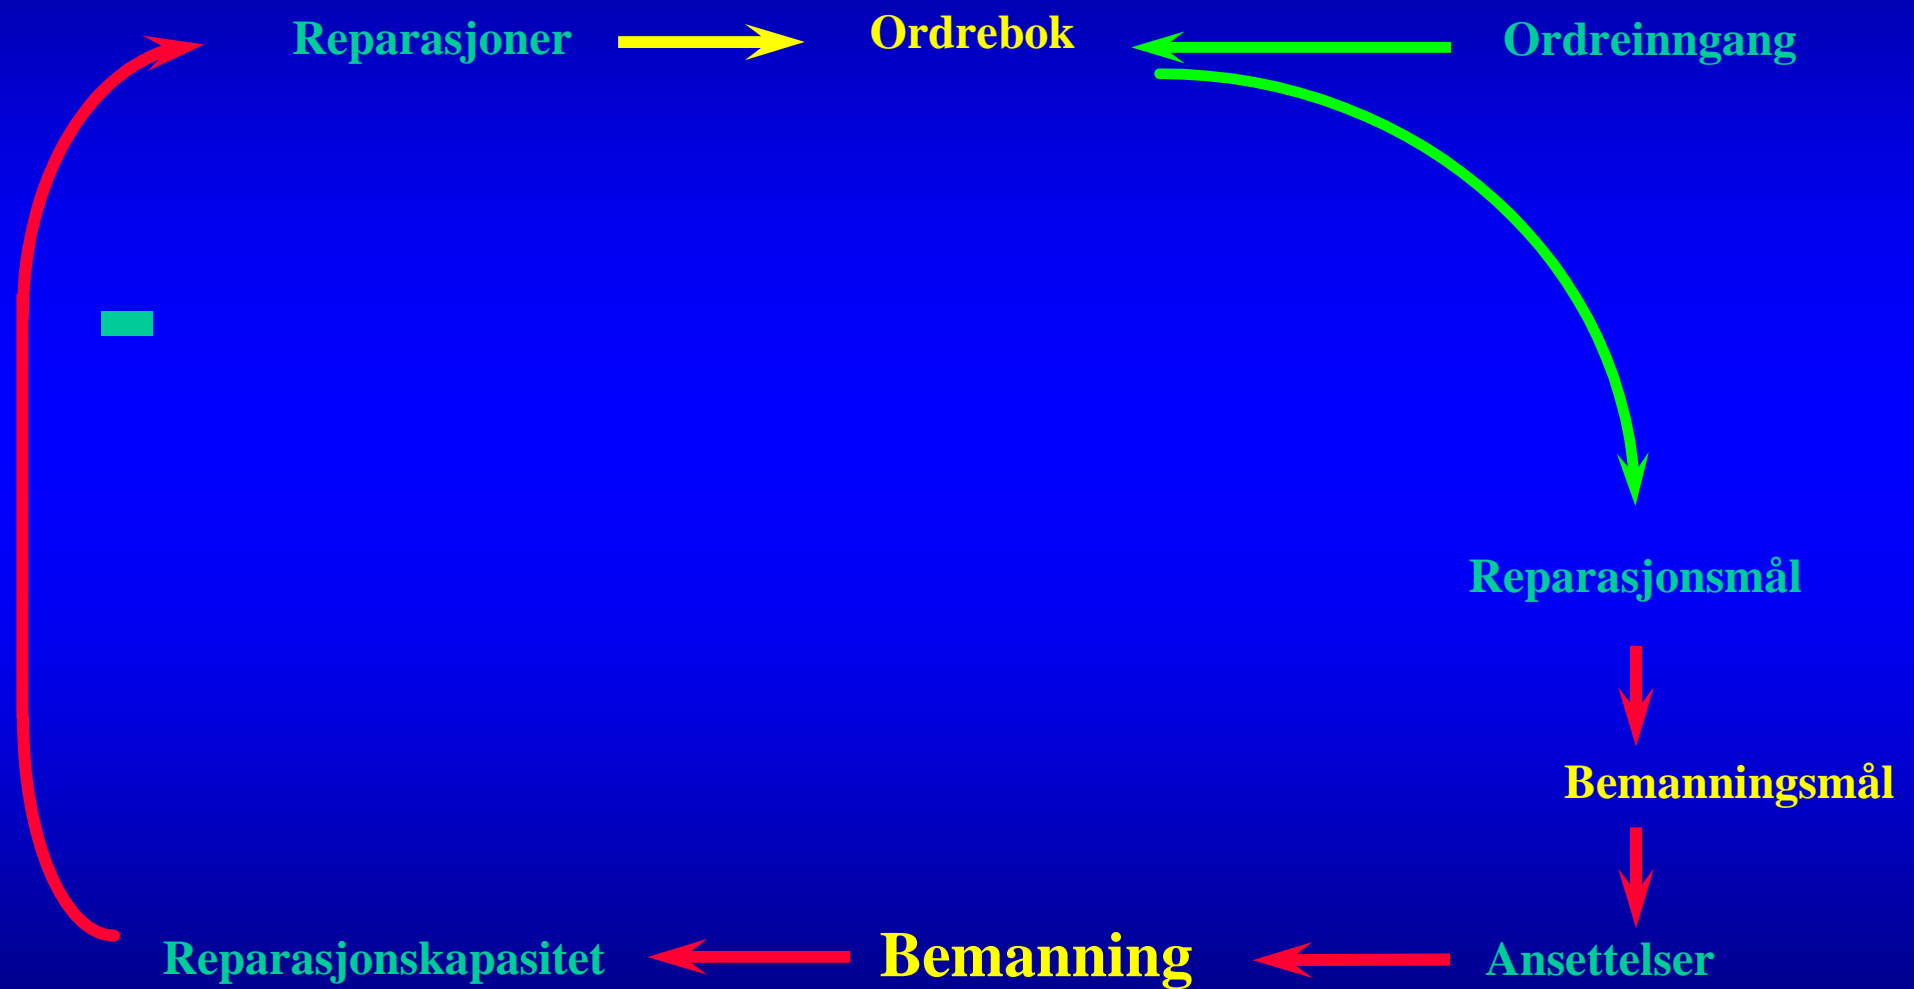 Reparasjoner
Ordrebok
Ordreinngang
Reparasjonsmål
Bemanningsmål
Reparasjonskapasitet
Bemanning
Ansettelser